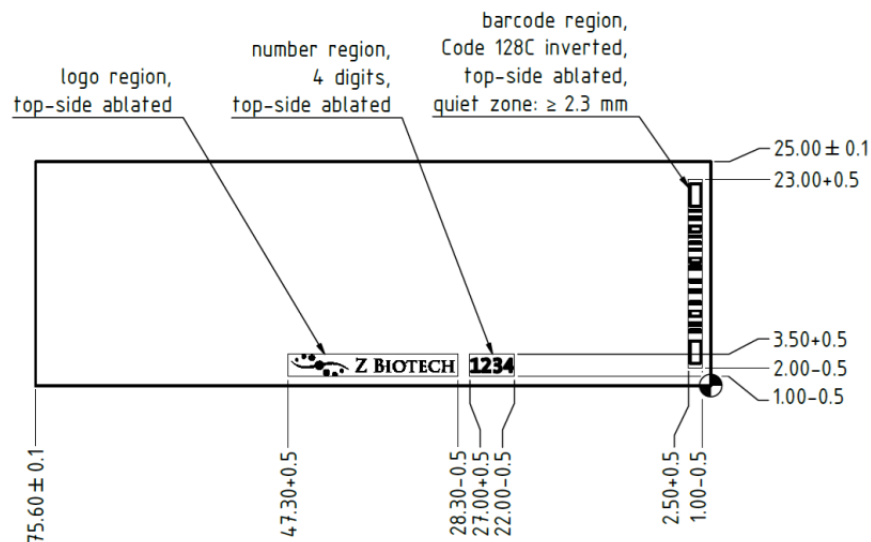 barcode region,
Code 128C inverted,
top-side ablated,
quiet zone: ≥ 2.3 mm
number region,
4 digits,
top-side ablated
logo region,
top-side ablated
25.00 ± 0.1
23.00+0.5
3.50+0.5
2.00-0.5
1.00-0.5
Z BIOTECH
1234
75.60 ± 0.1
47.30+0.5
28.30-0.5
27.00+0.5
22.00-0.5
2.50+0.5
1.00-0.5